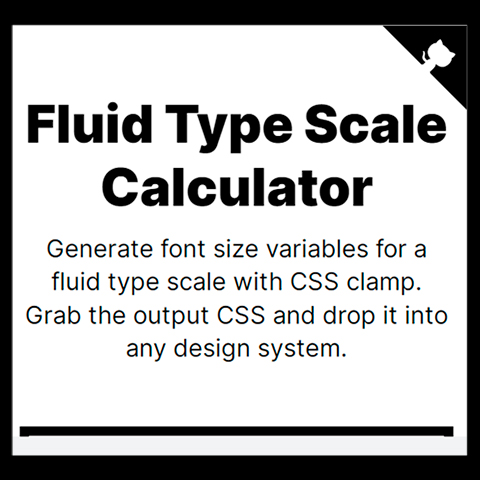 Fluid Type Scale
Calculator
Generate font size variables for a
fluid type scale with CSS clamp.
Grab the output CSS and drop it into
any design system.